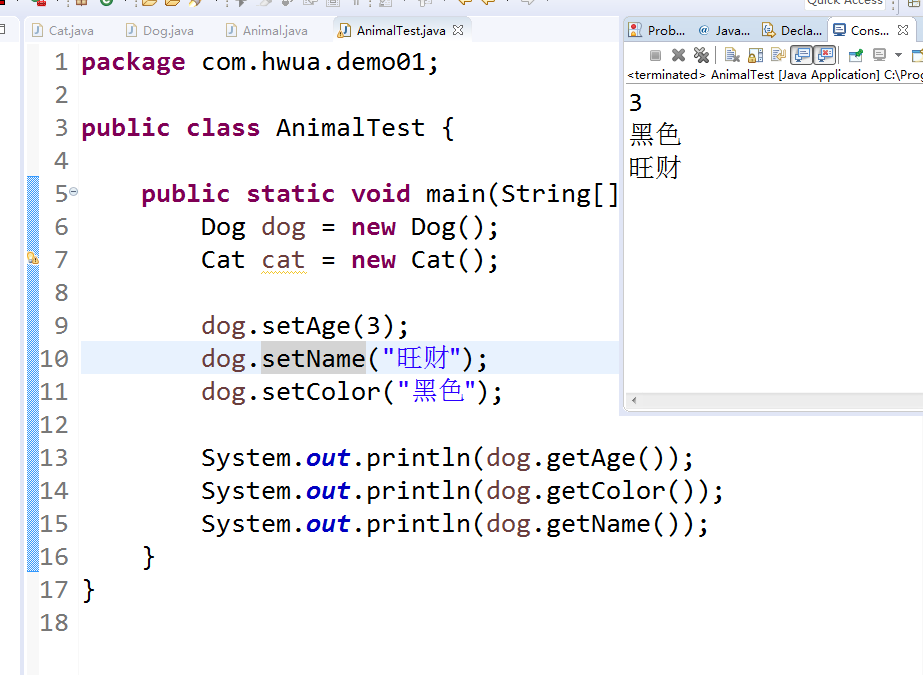 Quick Access
Cat.java Dog.java Animal.java AnimalTest.java
Prob... Java... Decla... Cons...
<terminated> AnimalTest [Java Application] C:\Prog
3
黑色
旺财
1 package com.hwua.demo01;
2
3 public class AnimalTest {
4
5 public static void main(String[]
6 Dog dog = new Dog();
7 Cat cat = new Cat();
8
9 dog.setAge(3);
10 dog.setName("旺财");
11 dog.setColor("黑色");
12
13 System.out.println(dog.getAge());
14 System.out.println(dog.getColor());
15 System.out.println(dog.getName());
16 }
17 }
18